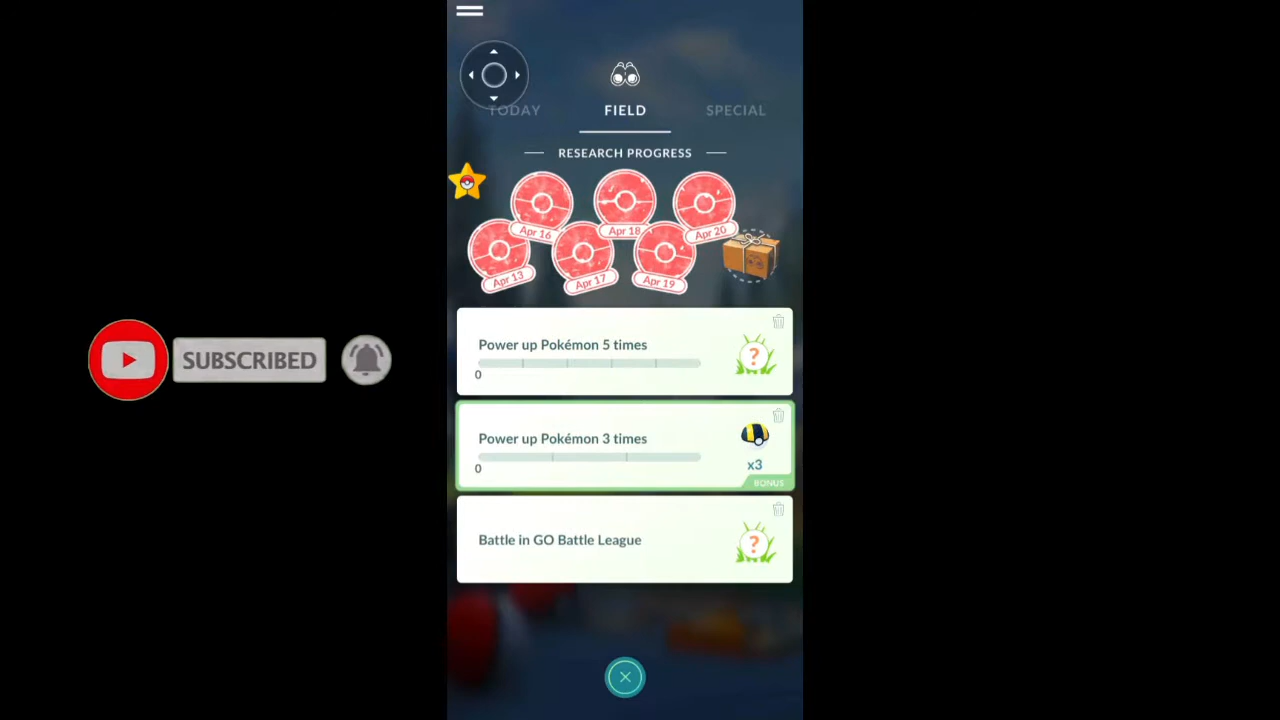 TODAY
FIELD
SPECIAL
RESEARCH PROGRESS
Apr 16
Apr 18
Apr 20
Apr 13
Apr 17
Apr 19
Power up Pokémon 5 times
?
0
Power up Pokémon 3 times
0
x3
BONUS
Battle in GO Battle League
?
SUBSCRIBED